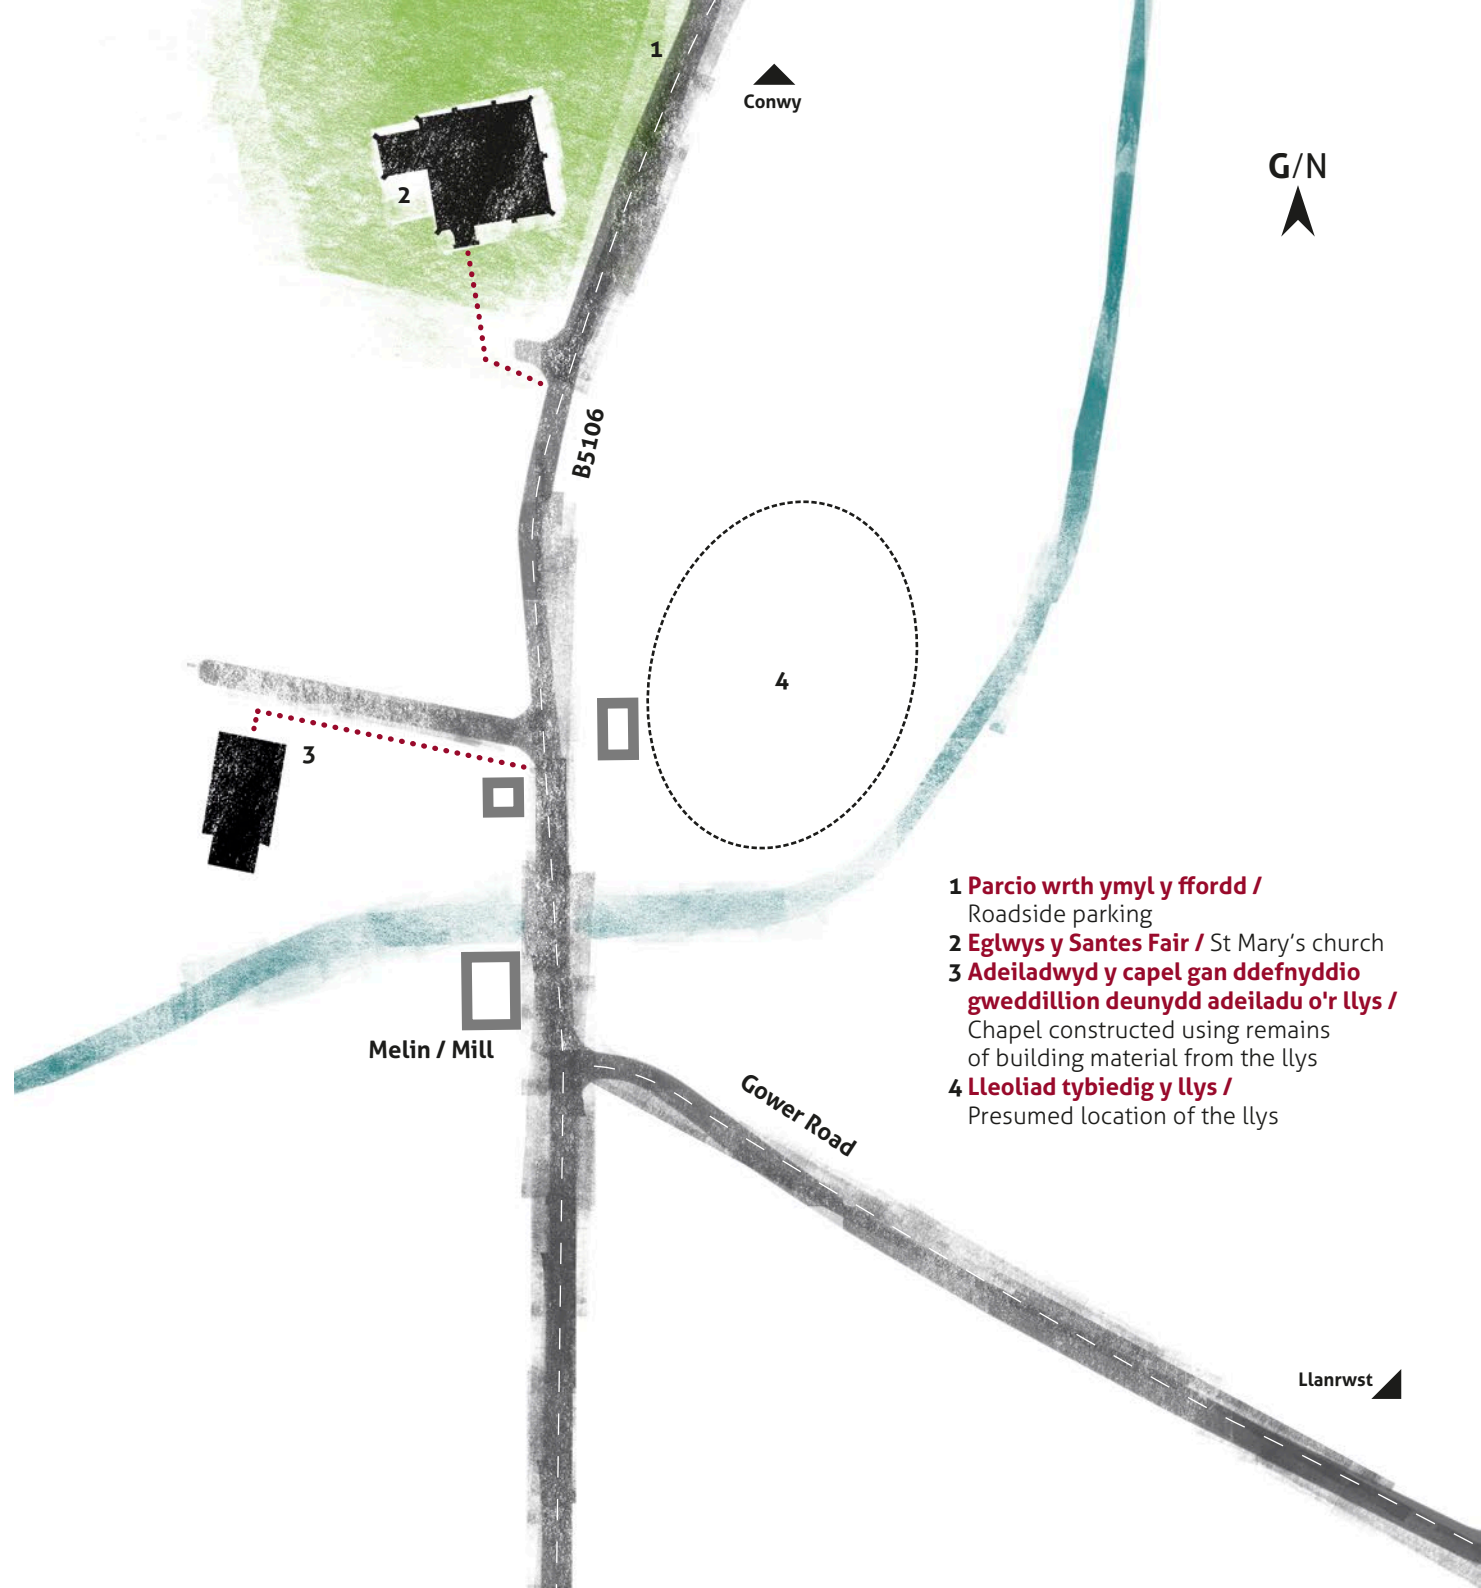 1
Conwy
G/N
2
B5106
4
3
1 Parcio wrth ymyl y ffordd /
Roadside parking
2 Eglwys y Santes Fair / St Mary’s church
3 Adeiladwyd y capel gan ddefnyddio
gweddillion deunydd adeiladu o'r llys /
Chapel constructed using remains
of building material from the llys
4 Lleoliad tybiedig y llys /
Presumed location of the llys
Melin / Mill
Gower Road
Llanrwst